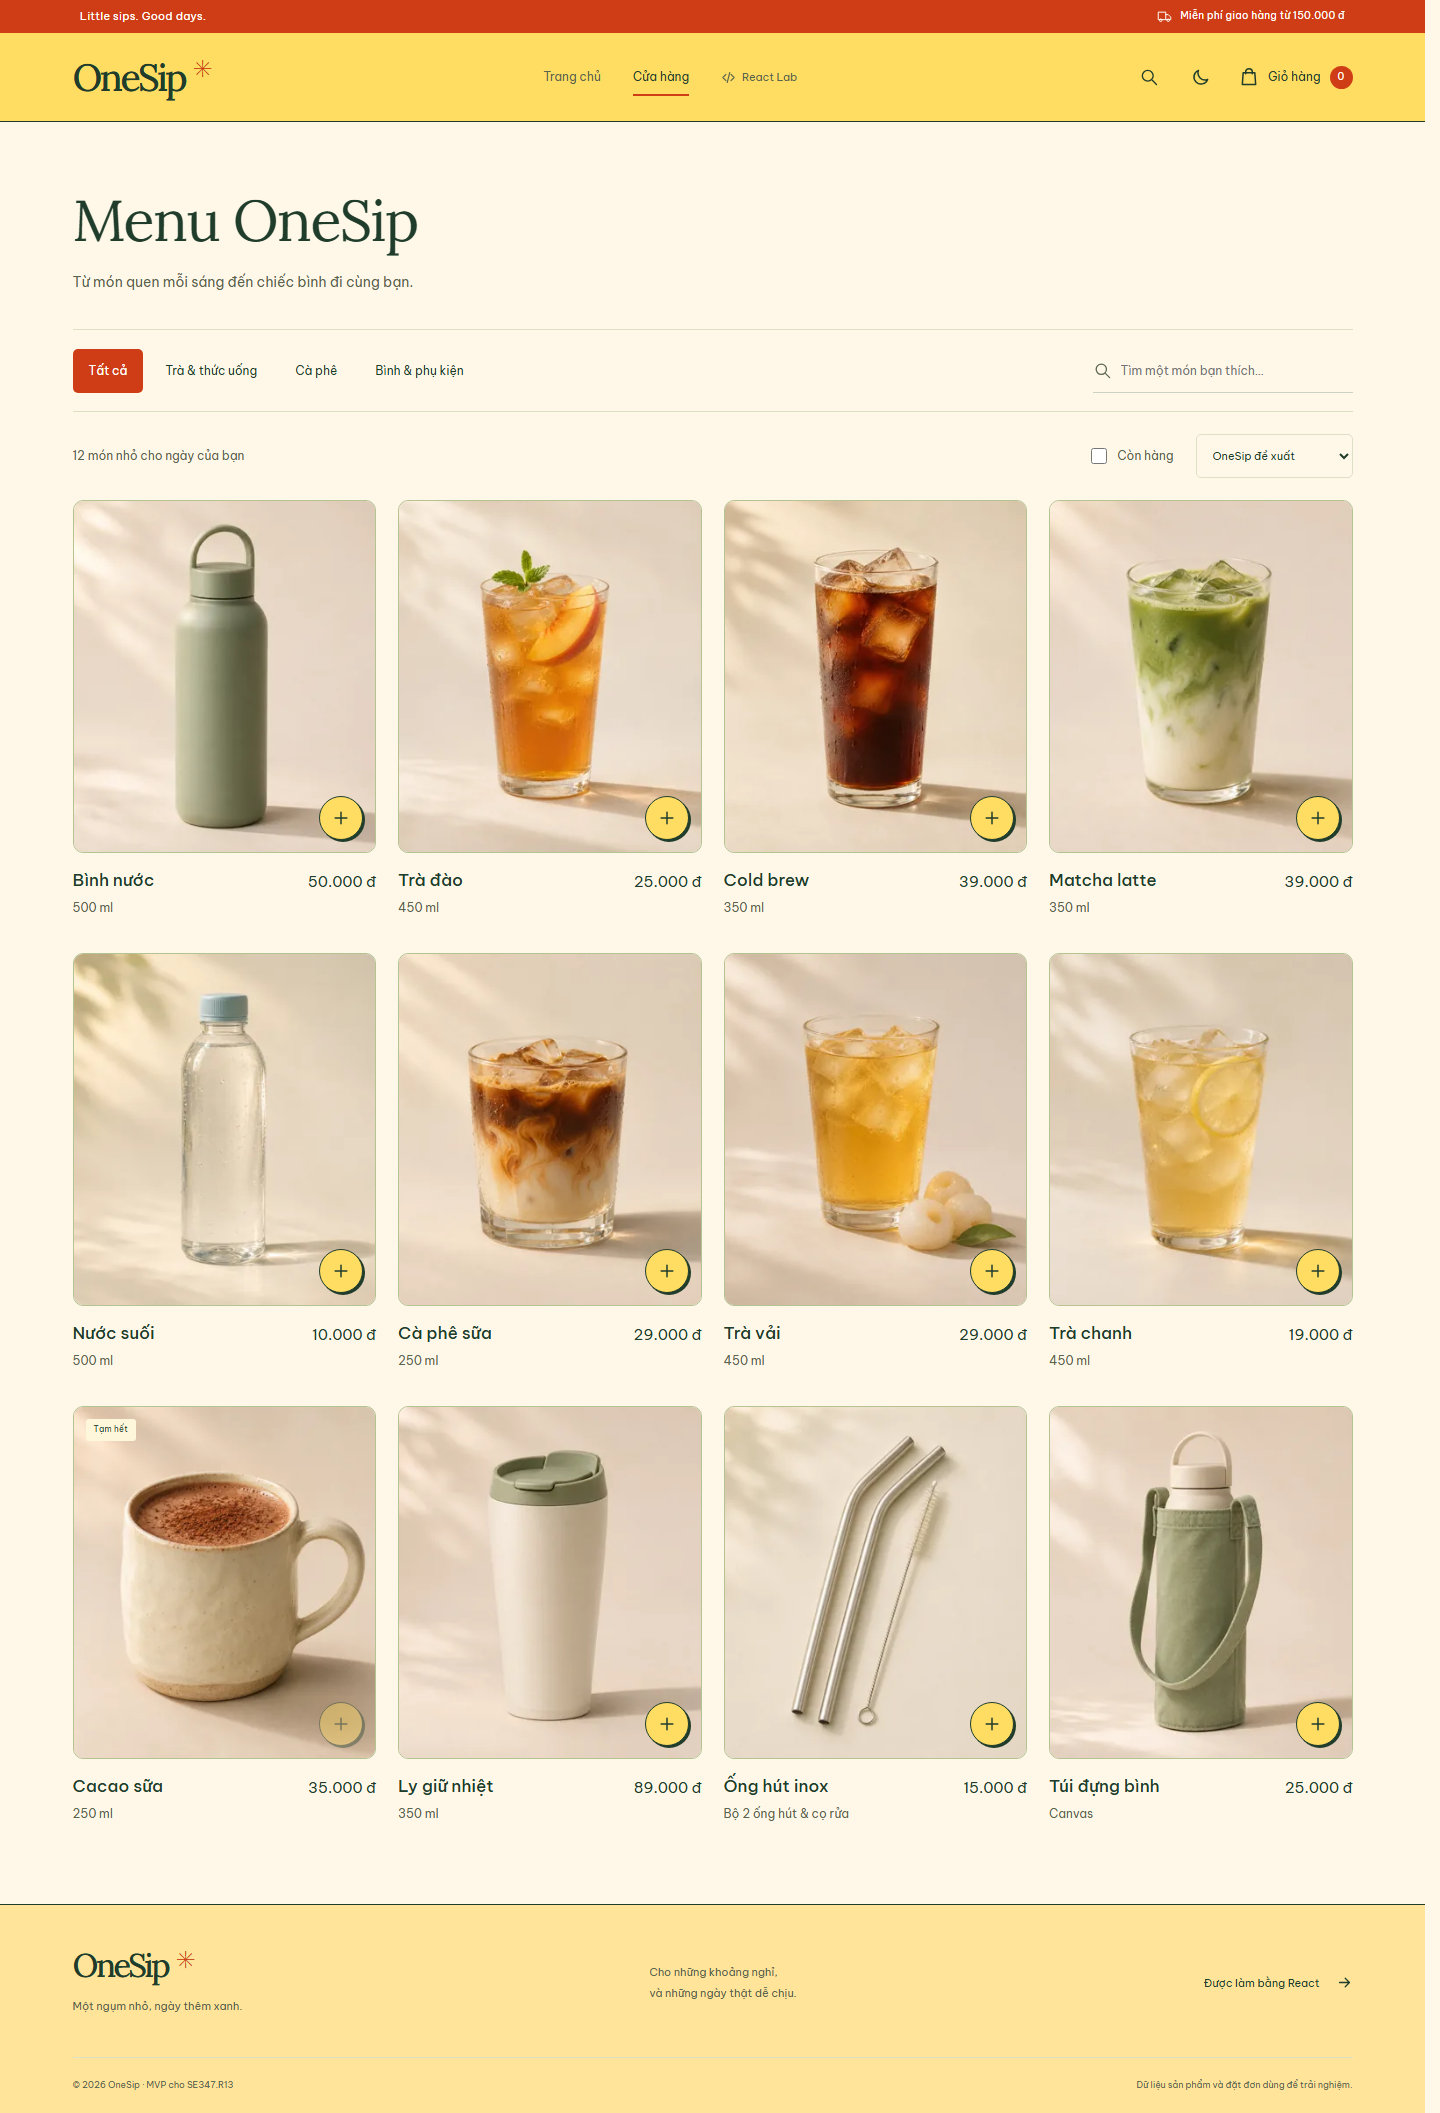 Little sips. Good days.
Miễn phí giao hàng từ 150.000 đ
OneSip
Trang chủ
Cửa hàng
React Lab
Giỏ hàng
0
Menu OneSip
Từ món quen mỗi sáng đến chiếc bình đi cùng bạn.
Tất cả
Trà & thức uống
Cà phê
Bình & phụ kiện
Tìm một món bạn thích...
12 món nhỏ cho ngày của bạn
Còn hàng
OneSip đề xuất
Bình nước
50.000 đ
500 ml
Trà đào
25.000 đ
450 ml
Cold brew
39.000 đ
350 ml
Matcha latte
39.000 đ
350 ml
Nước suối
10.000 đ
500 ml
Cà phê sữa
29.000 đ
250 ml
Trà vải
29.000 đ
450 ml
Trà chanh
19.000 đ
450 ml
Tạm hết
Cacao sữa
35.000 đ
250 ml
Ly giữ nhiệt
89.000 đ
350 ml
Ống hút inox
15.000 đ
Bộ 2 ống hút & cọ rửa
Túi đựng bình
25.000 đ
Canvas
OneSip
Một ngụm nhỏ, ngày thêm xanh.
Cho những khoảng nghỉ,
và những ngày thật dễ chịu.
Được làm bằng React
© 2026 OneSip · MVP cho SE347.R13
Dữ liệu sản phẩm và đặt đơn dùng để trải nghiệm.